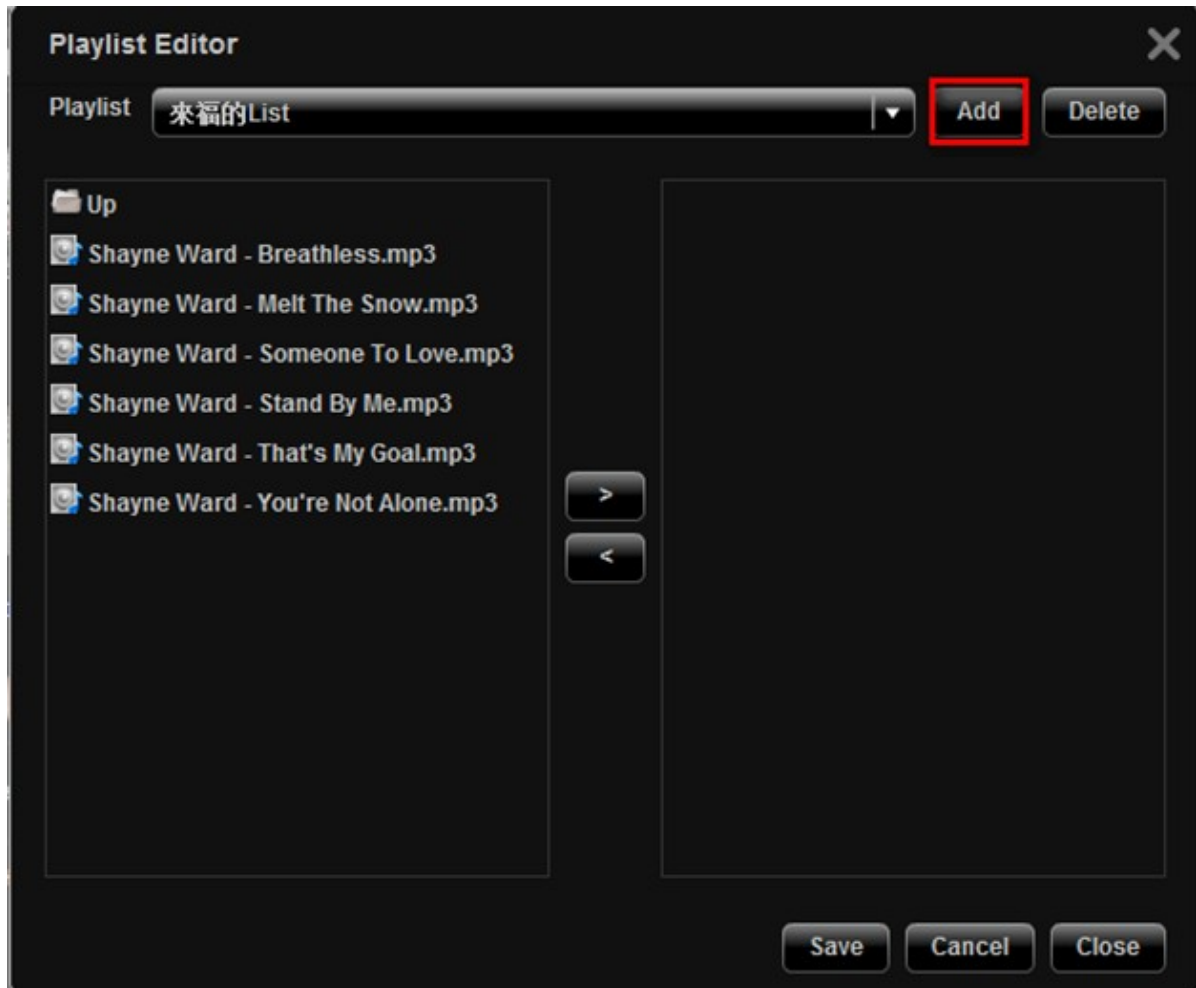 Playlist Editor
Playlist 來福的List Add Delete
Up
Shayne Ward - Breathless.mp3
Shayne Ward - Melt The Snow.mp3
Shayne Ward - Someone To Love.mp3
Shayne Ward - Stand By Me.mp3
Shayne Ward - That's My Goal.mp3
Shayne Ward - You're Not Alone.mp3
>
<
Save Cancel Close